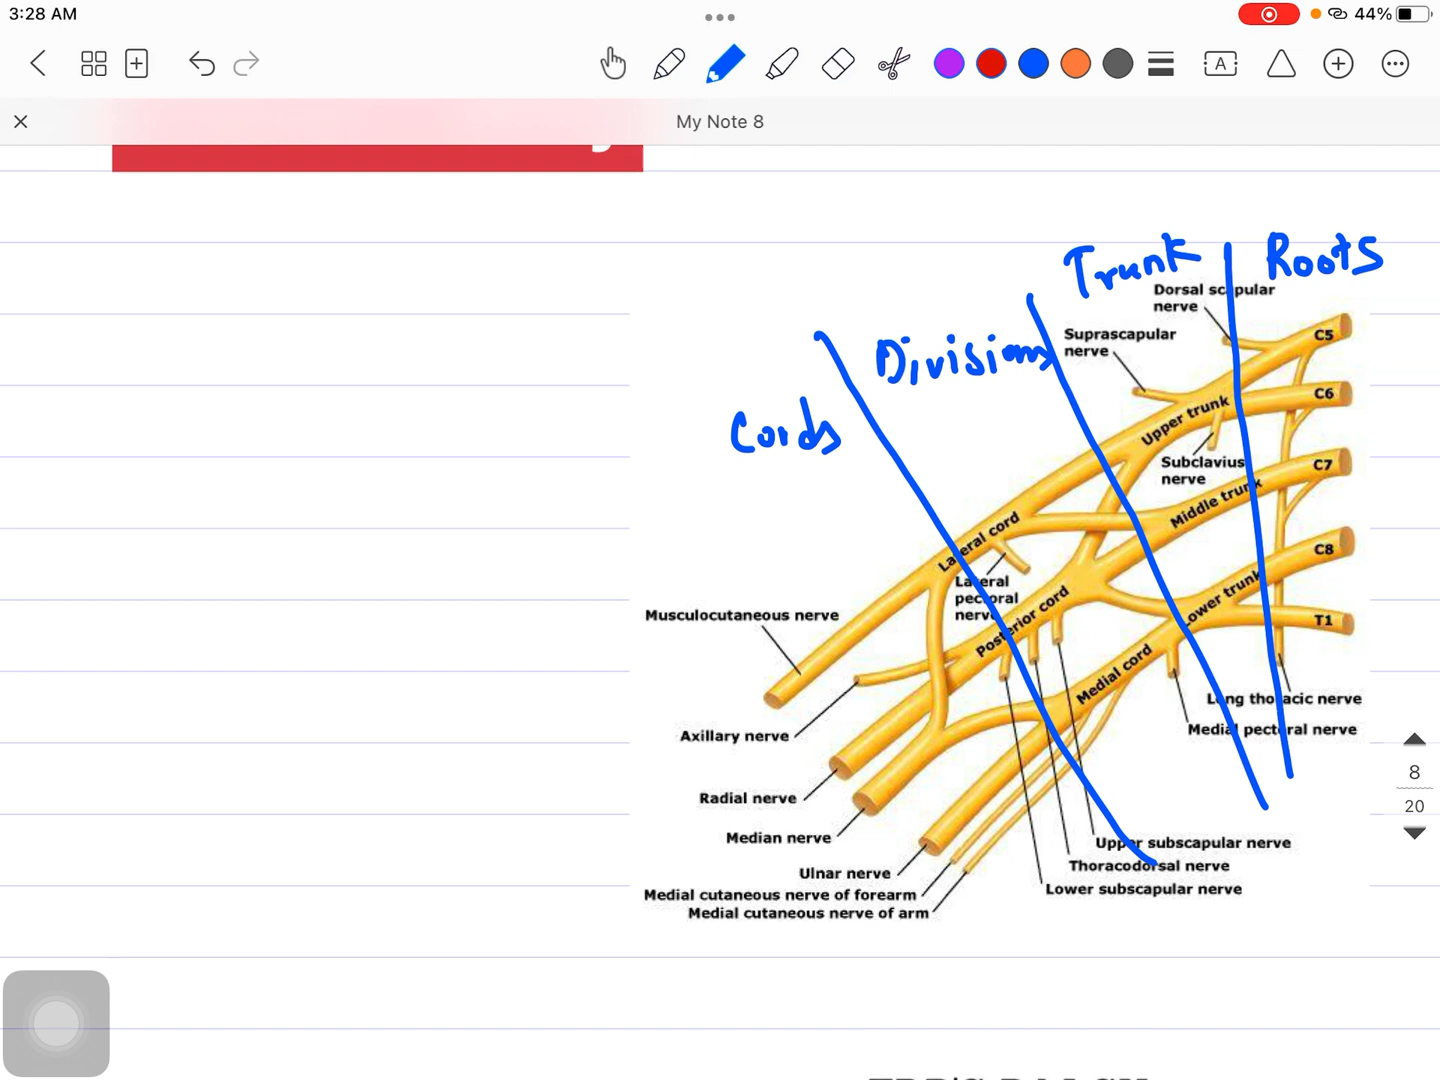 3:28 AM
44%
A
My Note 8
Trunk
Roots
Divisions
Cords
Dorsal scapular
nerve
Suprascapular
nerve
C5
C6
Upper trunk
Subclavius
nerve
C7
Middle trunk
Lateral cord
C8
Lateral
pectoral
nerve
Posterior cord
Lower trunk
Musculocutaneous nerve
T1
Medial cord
Long thoracic nerve
Medial pectoral nerve
Axillary nerve
Radial nerve
Median nerve
Upper subscapular nerve
Thoracodorsal nerve
Ulnar nerve
Lower subscapular nerve
Medial cutaneous nerve of forearm
Medial cutaneous nerve of arm
8
20